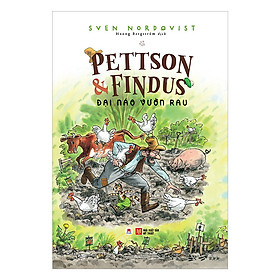 SVEN NORDQVIST
Hoàng Bergström dịch
PETTSON
& FINDUS
ĐẠI NÁO VƯỜN RAU